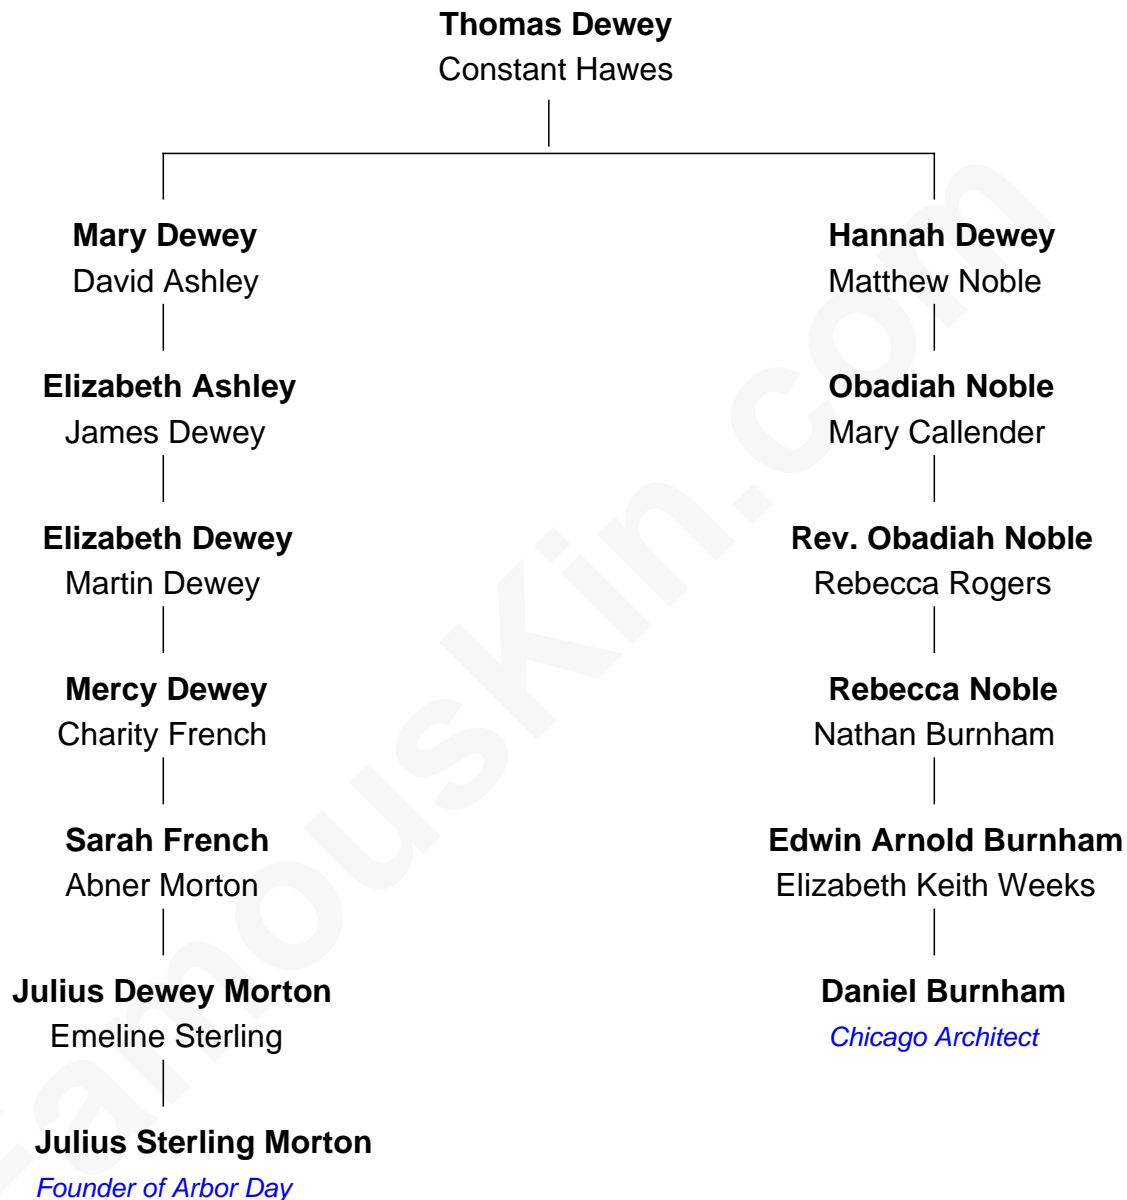 Thomas Dewey
Constant Hawes
Mary Dewey
David Ashley
Hannah Dewey
Matthew Noble
Elizabeth Ashley
James Dewey
Obadiah Noble
Mary Callender
Elizabeth Dewey
Martin Dewey
Rev. Obadiah Noble
Rebecca Rogers
Mercy Dewey
Charity French
Rebecca Noble
Nathan Burnham
Sarah French
Abner Morton
Edwin Arnold Burnham
Elizabeth Keith Weeks
Julius Dewey Morton
Emeline Sterling
Daniel Burnham
Chicago Architect
Julius Sterling Morton
Founder of Arbor Day
FamousKin.com